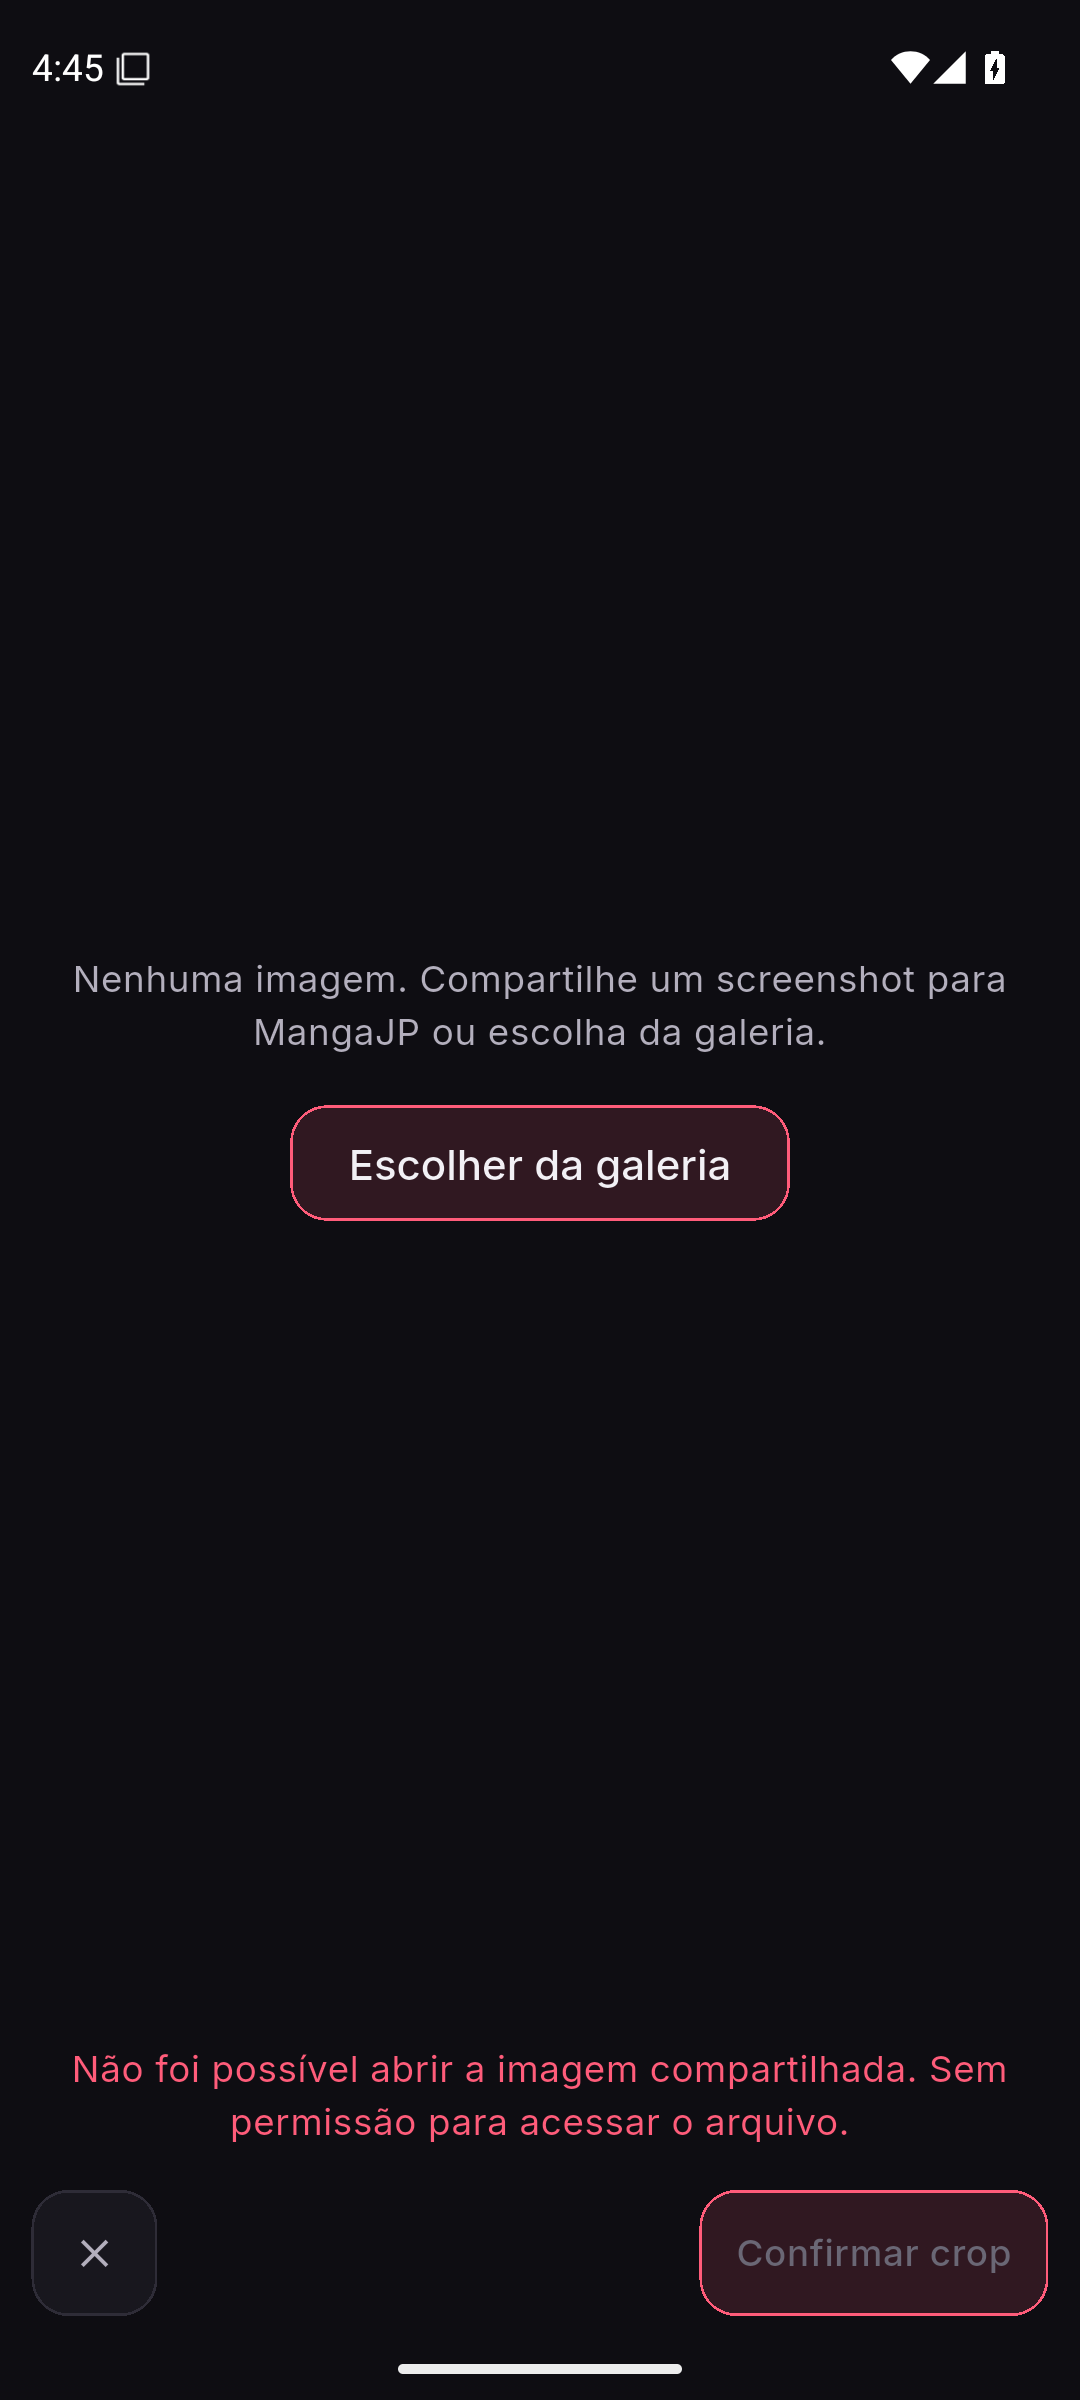 4:45
Nenhuma imagem. Compartilhe um screenshot para
MangaJP ou escolha da galeria.
Escolher da galeria
Não foi possível abrir a imagem compartilhada. Sem
permissão para acessar o arquivo.
Confirmar crop